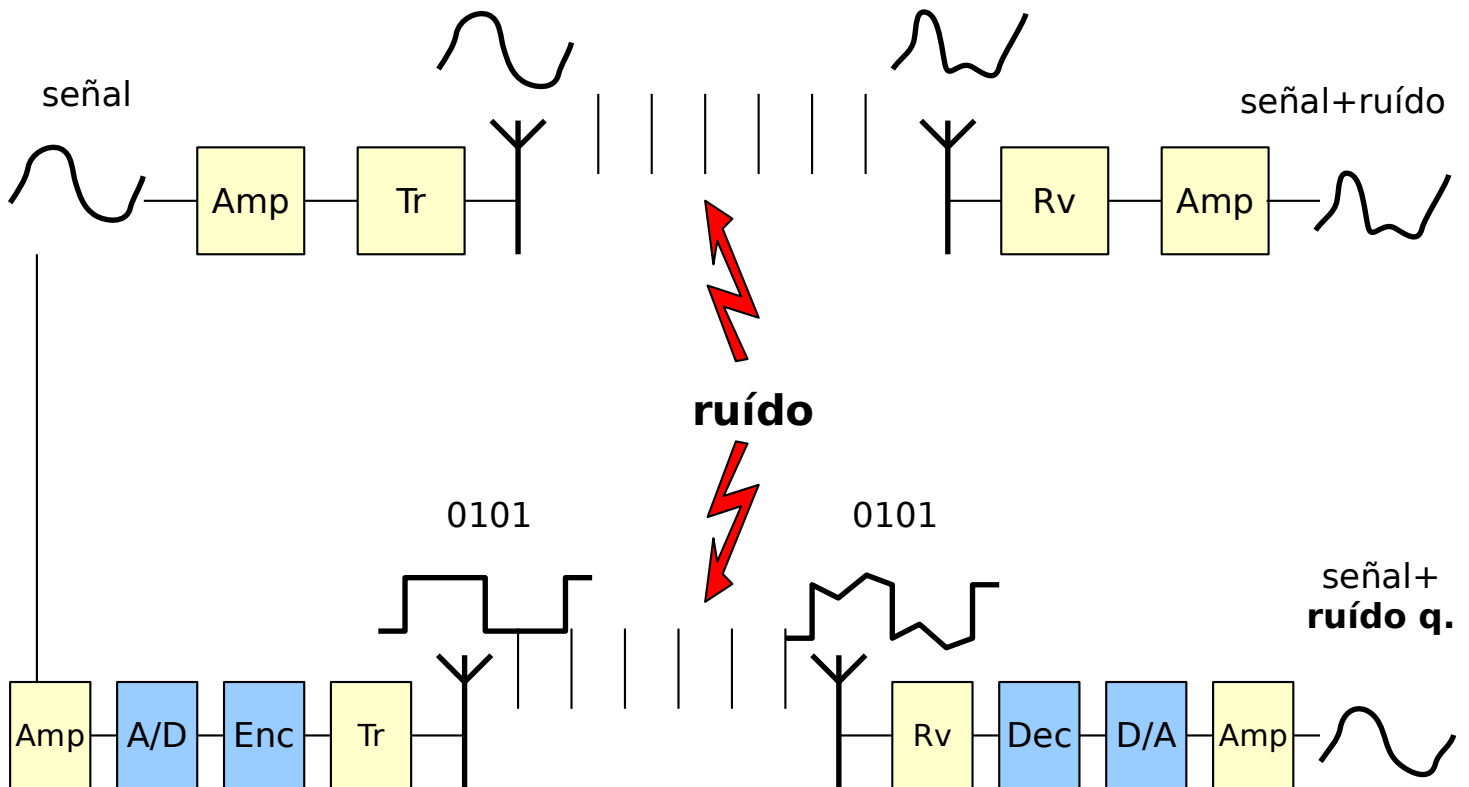 señal
señal+ruído
Amp
Tr
Rv
Amp
ruído
0101
0101
señal+
ruído q.
Amp
A/D
Enc
Tr
Rv
Dec
D/A
Amp